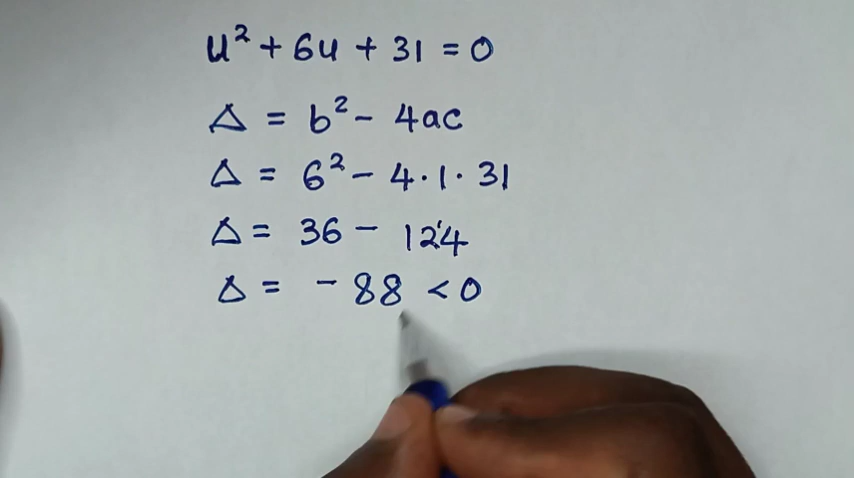 u² + 6u + 31 = 0
Δ = b² - 4ac
Δ = 6² - 4·1·31
Δ = 36 - 124
Δ = - 88 < 0